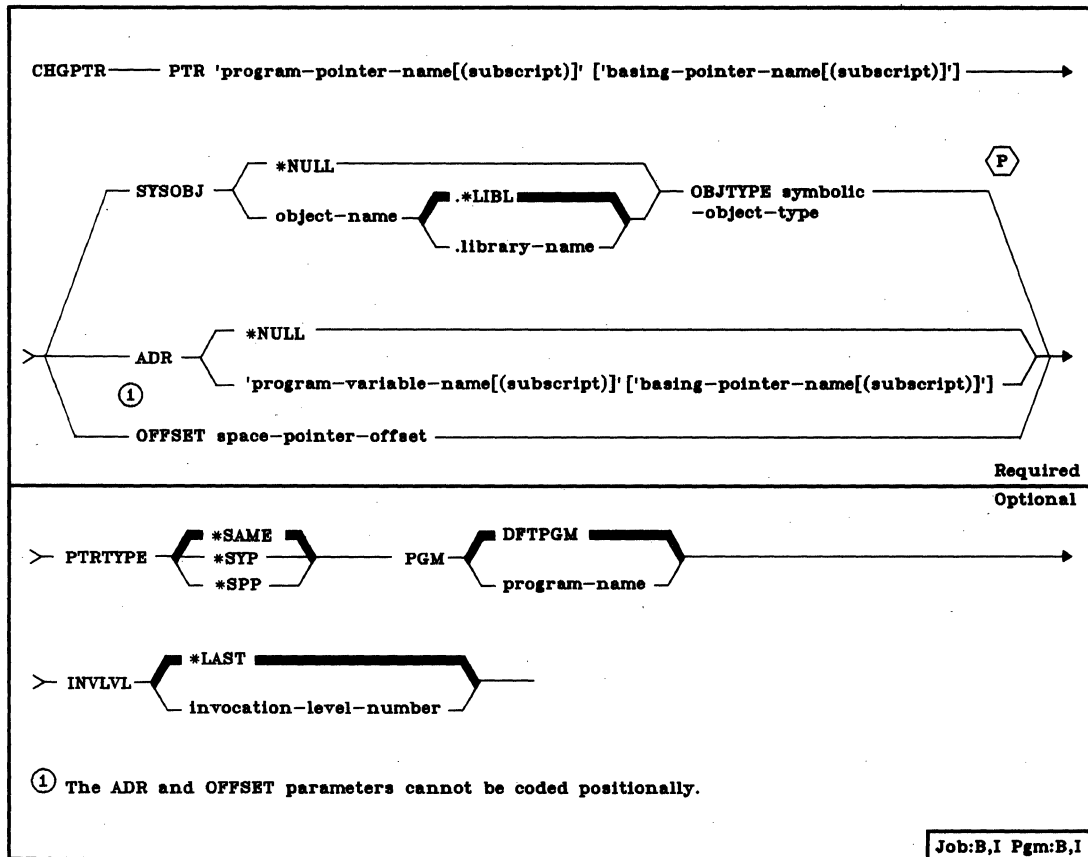 CHGPTR PTR 'program-pointer-name[(subscript)]' ['basing-pointer-name[(subscript)]']
*NULL
P
SYSOBJ OBJTYPE symbolic
-object-type
.*LIBL
object-name
.library-name
*NULL
ADR
'program-variable-name[(subscript)]' ['basing-pointer-name[(subscript)]']
1
OFFSET space-pointer-offset
Required
Optional
*SAME DFTPGM
PTRTYPE *SYP PGM
*SPP program-name
*LAST
INVLVL
invocation-level-number
1 The ADR and OFFSET parameters cannot be coded positionally.
Job:B,I Pgm:B,I